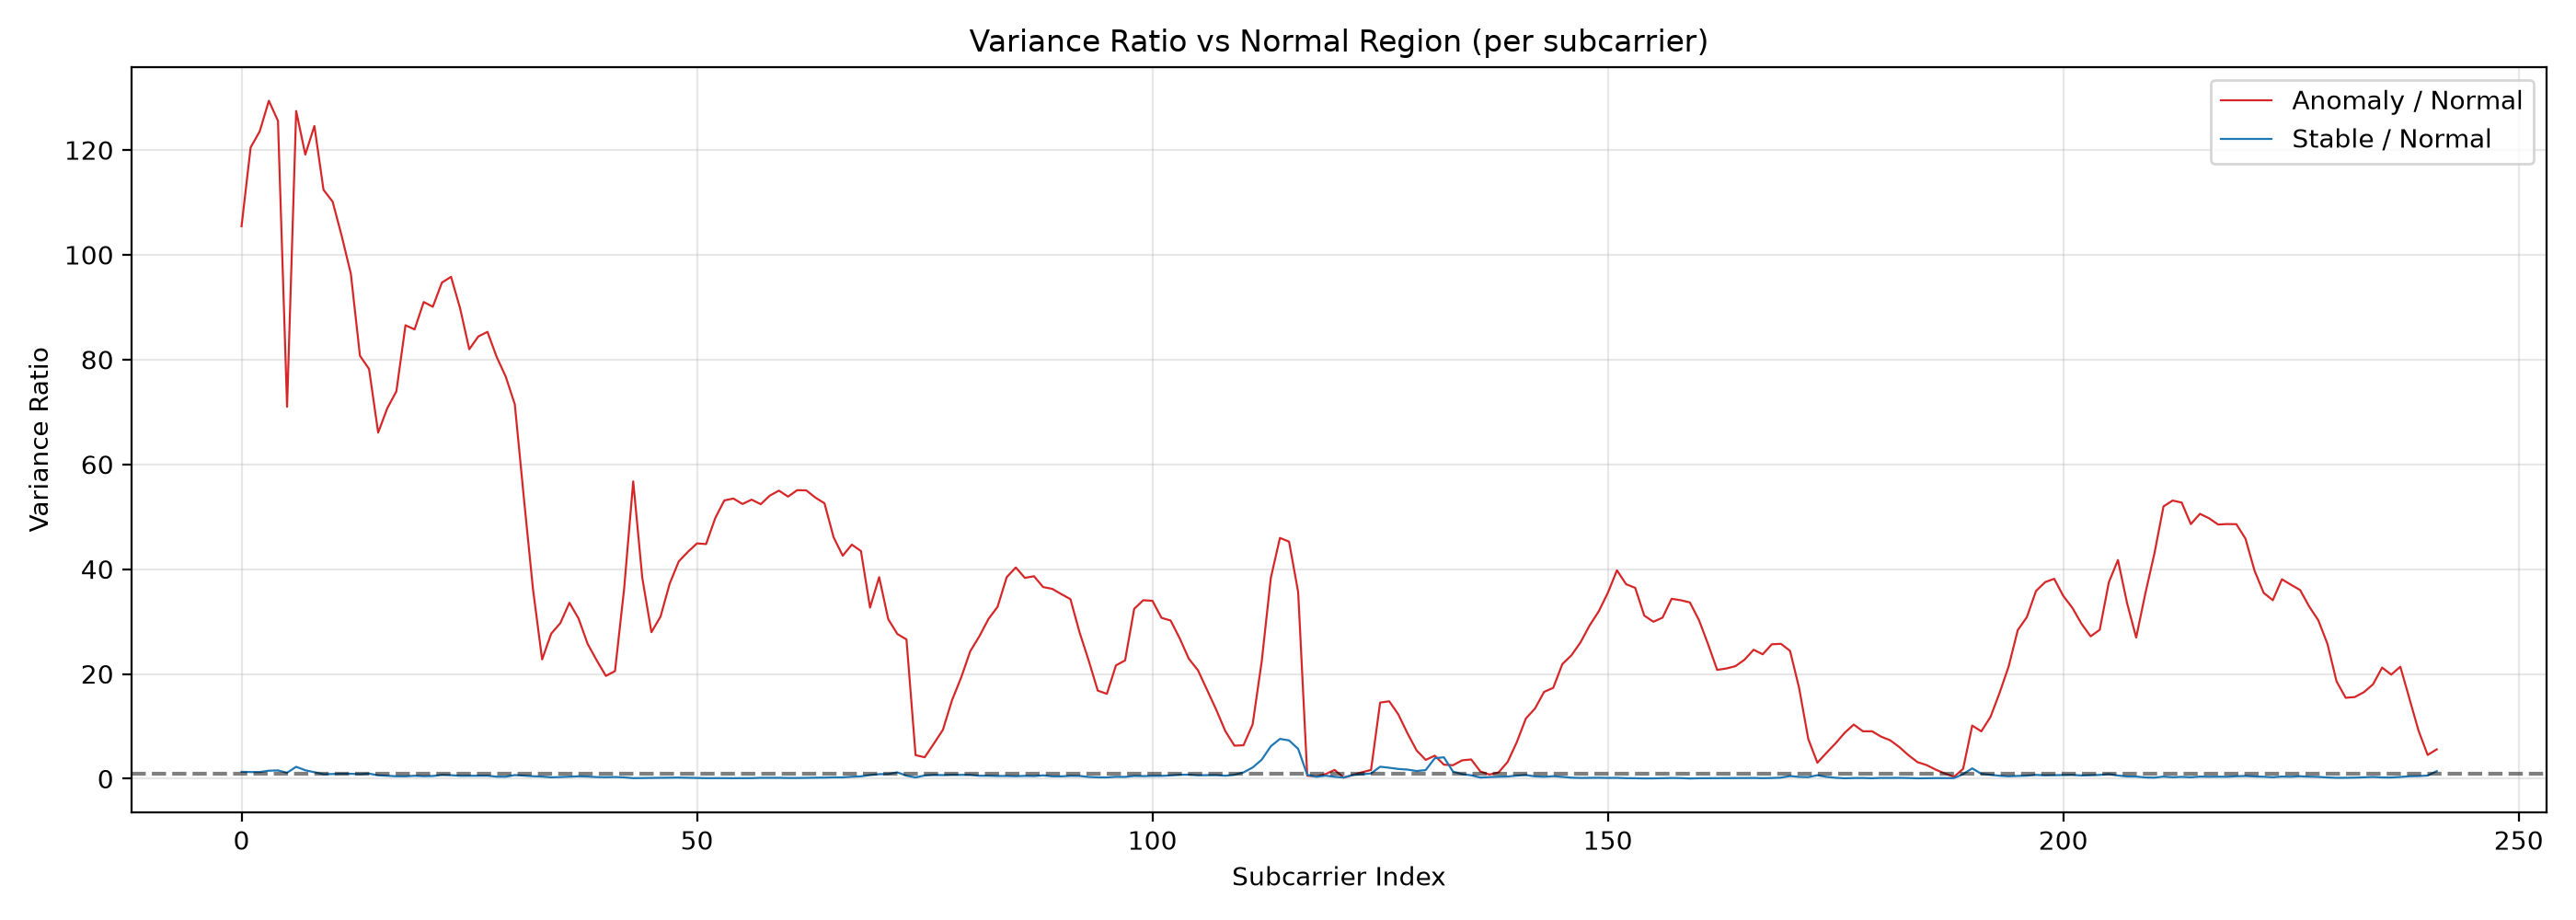 Variance Ratio vs Normal Region (per subcarrier)
Anomaly / Normal
Stable / Normal
Variance Ratio
120
100
80
60
40
20
0
0 50 100 150 200 250
Subcarrier Index